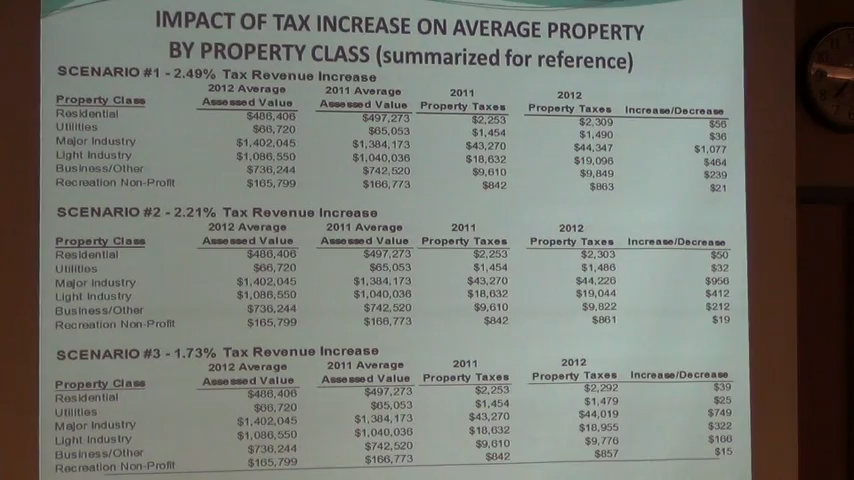 IMPACT OF TAX INCREASE ON AVERAGE PROPERTY
BY PROPERTY CLASS (summarized for reference)
SCENARIO #1 - 2.49% Tax Revenue Increase
2012 Average 2011 Average 2011 2012
Property Class Assessed Value Assessed Value Property Taxes Property Taxes Increase/Decrease
Residential $486,406 $497,273 $2,253 $2,309 $56
Utilities $66,720 $65,053 $1,454 $1,490 $36
Major Industry $1,402,045 $1,384,173 $43,270 $44,347 $1,077
Light Industry $1,086,550 $1,040,036 $18,632 $19,096 $464
Business/Other $736,244 $742,520 $9,610 $9,849 $239
Recreation Non-Profit $165,799 $166,773 $842 $863 $21
SCENARIO #2 - 2.21% Tax Revenue Increase
2012 Average 2011 Average 2011 2012
Property Class Assessed Value Assessed Value Property Taxes Property Taxes Increase/Decrease
Residential $486,406 $497,273 $2,253 $2,303 $50
Utilities $66,720 $65,053 $1,454 $1,486 $32
Major Industry $1,402,045 $1,384,173 $43,270 $44,226 $956
Light Industry $1,086,550 $1,040,036 $18,632 $19,044 $412
Business/Other $736,244 $742,520 $9,610 $9,822 $212
Recreation Non-Profit $165,799 $166,773 $842 $861 $19
SCENARIO #3 - 1.73% Tax Revenue Increase
2012 Average 2011 Average 2011 2012
Property Class Assessed Value Assessed Value Property Taxes Property Taxes Increase/Decrease
Residential $486,406 $497,273 $2,253 $2,292 $39
Utilities $66,720 $65,053 $1,454 $1,479 $25
Major Industry $1,402,045 $1,384,173 $43,270 $44,019 $749
Light Industry $1,086,550 $1,040,036 $18,632 $18,955 $322
Business/Other $736,244 $742,520 $9,610 $9,776 $166
Recreation Non-Profit $165,799 $166,773 $842 $857 $15